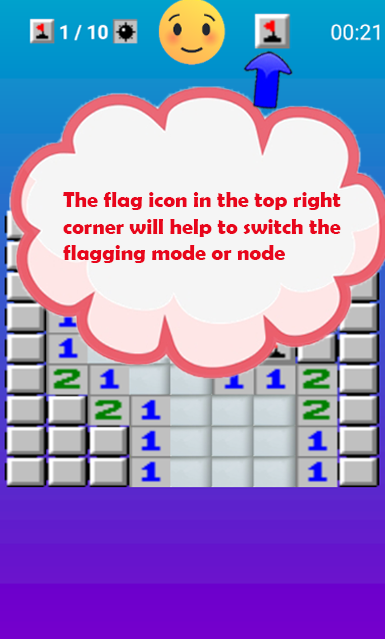 1 / 10 00:21
The flag icon in the top right
corner will help to switch the
flagging mode or node
1
1
2 1 1 1 2
2 1 2
1 1
1 1